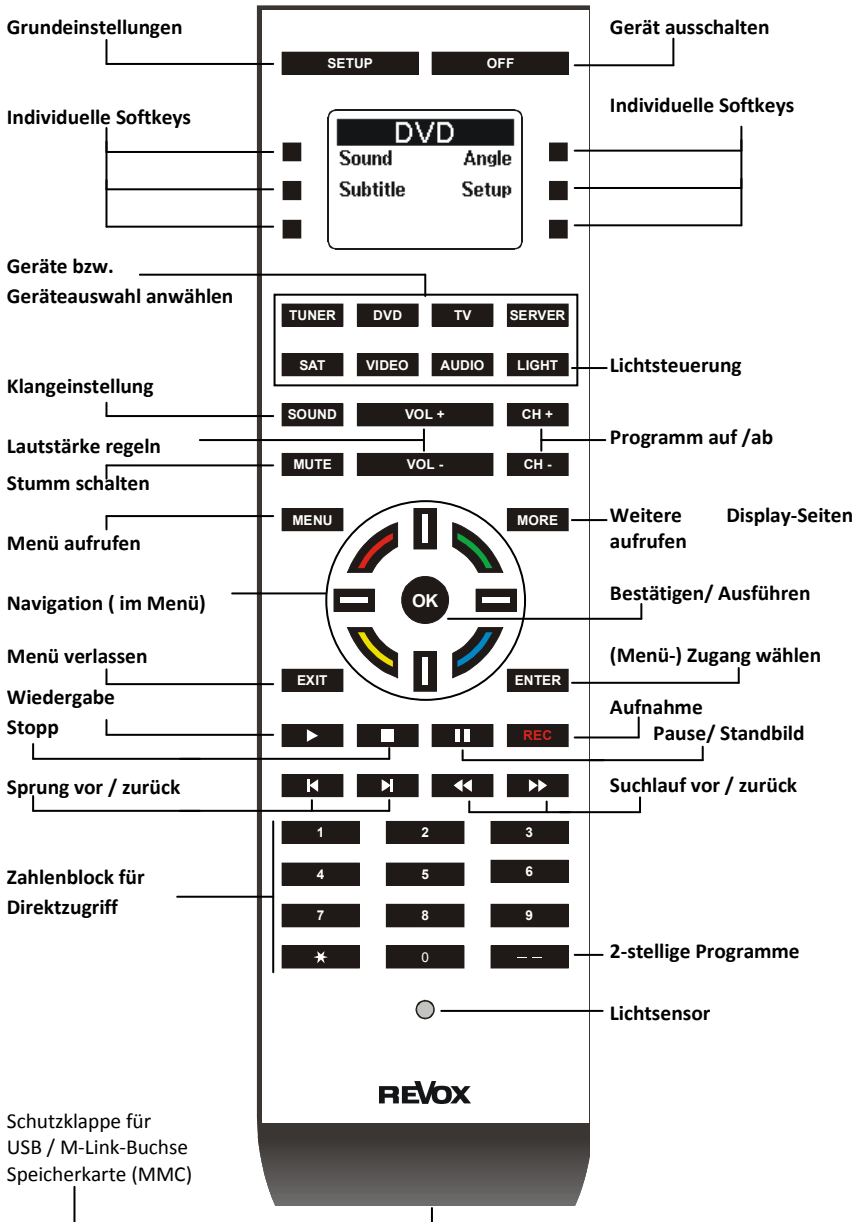 Grundeinstellungen
Gerät ausschalten
SETUP OFF
Individuelle Softkeys
Individuelle Softkeys
DVD
Sound Angle
Subtitle Setup
Geräte bzw.
Geräteauswahl anwählen
TUNER DVD TV SERVER
SAT VIDEO AUDIO LIGHT
Lichtsteuerung
Klangeinstellung
SOUND VOL + CH +
Lautstärke regeln
Programm auf /ab
MUTE VOL - CH -
Stumm schalten
MENU MORE
Weitere Display-Seiten
aufrufen
Menü aufrufen
Navigation ( im Menü)
OK
Bestätigen/ Ausführen
Menü verlassen
(Menü-) Zugang wählen
EXIT ENTER
Wiedergabe
Aufnahme
Stopp
REC
Pause/ Standbild
Sprung vor / zurück
Suchlauf vor / zurück
1 2 3
Zahlenblock für
Direktzugriff
4 5 6
7 8 9
* 0 – –
2-stellige Programme
Lichtsensor
REVOX
Schutzklappe für
USB / M-Link-Buchse
Speicherkarte (MMC)